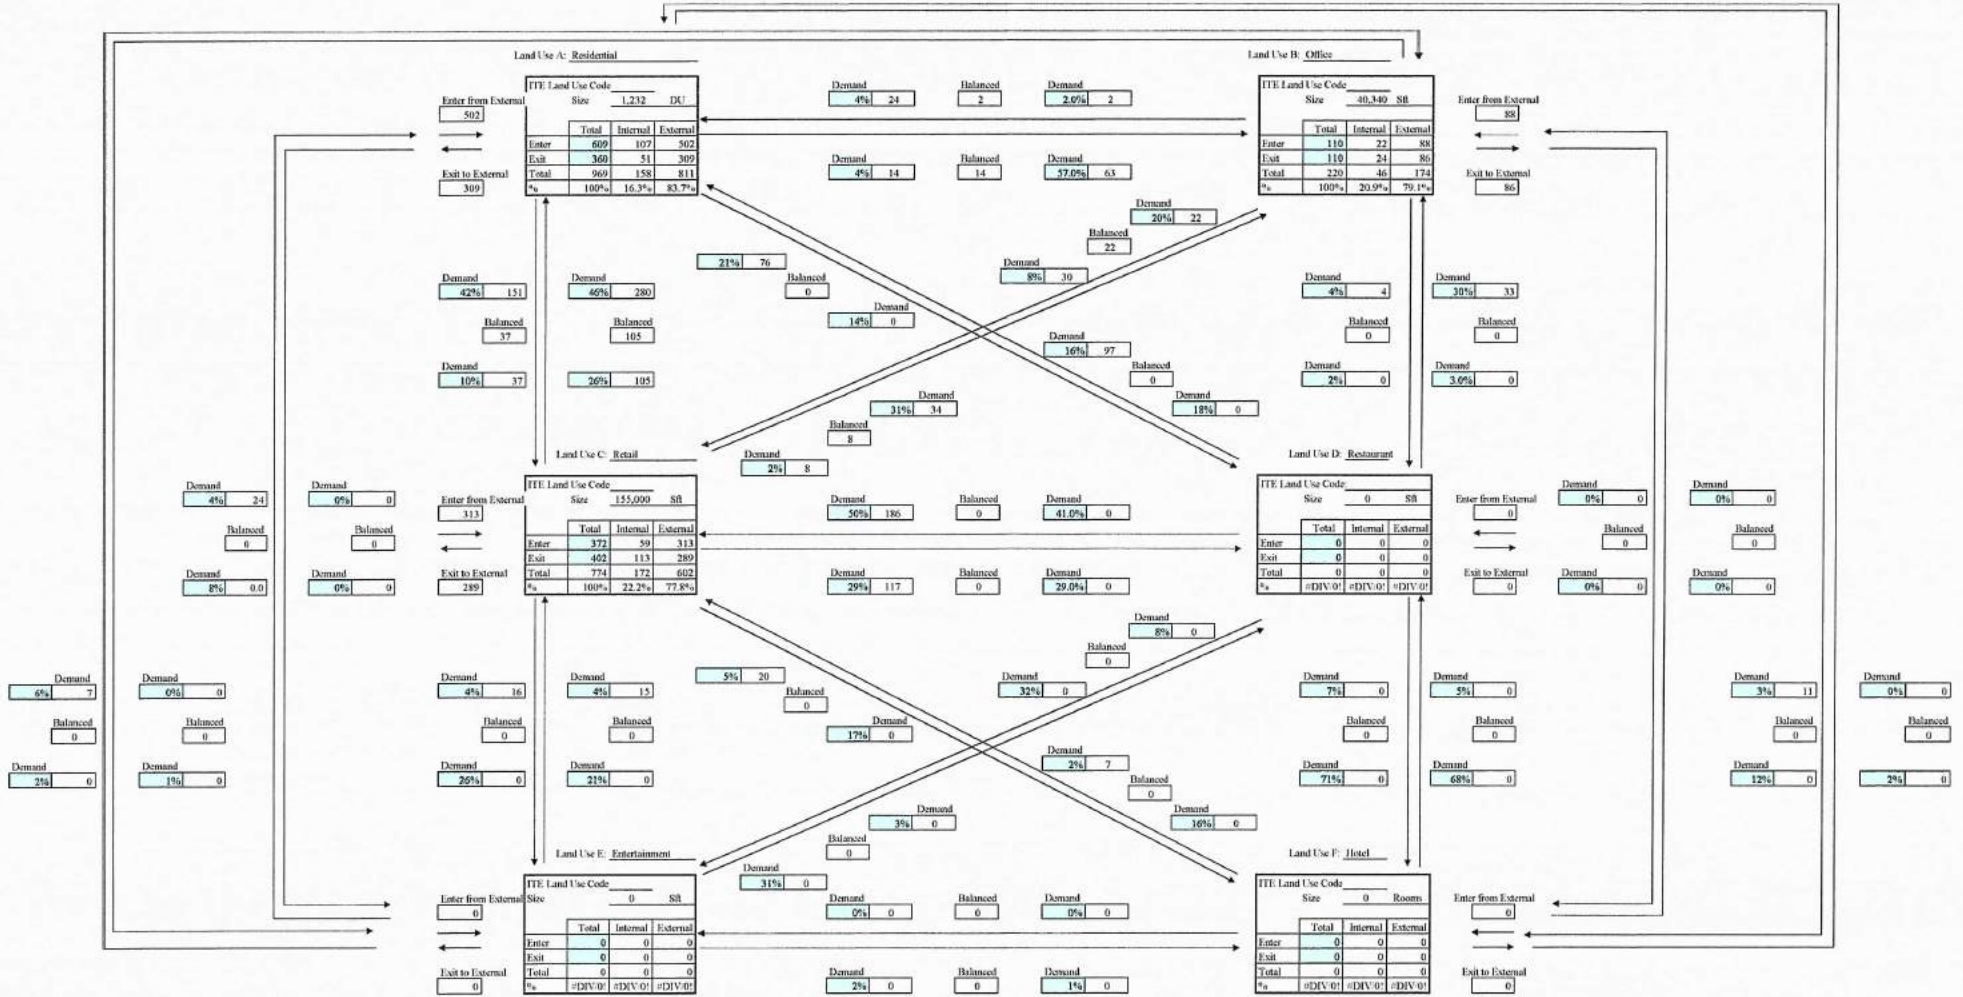 Land Use A: Residential
Land Use B: Office
ITE Land Use Code
Size 1,232 DU
Total Internal External
Enter 609 107 502
Exit 360 51 309
Total 969 158 811
% 100% 16.3% 83.7%
Enter from External
502
Exit to External
309
Demand Balanced Demand
4% 24 2 2.0% 2
Demand Balanced Demand
4% 14 14 57.0% 63
ITE Land Use Code
Size 40,340 Sft
Total Internal External
Enter 110 22 88
Exit 110 24 86
Total 220 46 174
% 100% 20.9% 79.1%
Enter from External
88
Exit to External
86
Demand
20% 22
Balanced
22
Demand
8% 30
21% 76
Balanced
0
Demand
14% 0
Demand
16% 97
Balanced
0
Demand
18% 0
Demand
31% 34
Balanced
8
Demand
2% 8
Demand Demand
42% 151 46% 280
Balanced Balanced
37 105
Demand
10% 37 26% 105
Demand Demand
4% 4 30% 33
Balanced Balanced
0 0
Demand Demand
2% 0 3.0% 0
Land Use C: Retail
Land Use D: Restaurant
Demand Demand
4% 24 0% 0
Balanced Balanced
0 0
Demand Demand
8% 0.0 0% 0
Enter from External
313
Exit to External
289
ITE Land Use Code
Size 155,000 Sft
Total Internal External
Enter 372 59 313
Exit 402 113 289
Total 774 172 602
% 100% 22.2% 77.8%
Demand Balanced Demand
50% 186 0 41.0% 0
Demand Balanced Demand
29% 117 0 29.0% 0
ITE Land Use Code
Size 0 Sft
Total Internal External
Enter 0 0 0
Exit 0 0 0
Total 0 0 0
% #DIV/0! #DIV/0! #DIV/0!
Enter from External
0
Exit to External
0
Demand Demand
0% 0 0% 0
Balanced Balanced
0 0
Demand Demand
0% 0 0% 0
Demand Demand
6% 7 0% 0
Balanced Balanced
0 0
Demand Demand
2% 0 1% 0
Demand Demand
4% 16 4% 15
Balanced Balanced
0 0
Demand Demand
26% 0 21% 0
5% 20
Balanced
0
Demand
17% 0
Demand
8% 0
Balanced
0
Demand
32% 0
Demand
2% 7
Balanced
0
Demand
16% 0
Demand
3% 0
Balanced
0
Demand
31% 0
Demand Demand
7% 0 5% 0
Balanced Balanced
0 0
Demand Demand
71% 0 68% 0
Demand Demand
3% 11 0% 0
Balanced Balanced
0 0
Demand
12% 0 2% 0
Land Use E: Entertainment
Land Use F: Hotel
Enter from External
0
Exit to External
0
ITE Land Use Code
Size 0 Sft
Total Internal External
Enter 0 0 0
Exit 0 0 0
Total 0 0 0
% #DIV/0! #DIV/0! #DIV/0!
Demand Balanced Demand
0% 0 0 0% 0
Demand Balanced Demand
2% 0 0 1% 0
ITE Land Use Code
Size 0 Rooms
Total Internal External
Enter 0 0 0
Exit 0 0 0
Total 0 0 0
% #DIV/0! #DIV/0! #DIV/0!
Enter from External
0
Exit to External
0